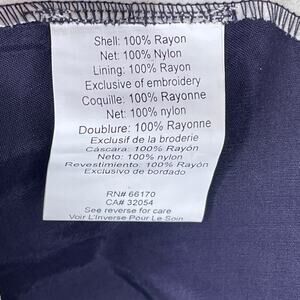 Shell: 100% Rayon
Net: 100% Nylon
Lining: 100% Rayon
Exclusive of embroidery
Coquille: 100% Rayonne
Net: 100% nylon
Doublure: 100% Rayonne
Exclusif de la broderie
Cáscara: 100% Rayón
Neto: 100% nylon
Revestimiento: 100% Rayón
Exclusivo de bordado
RN# 66170
CA# 32054
See reverse for care
Voir L'Inverse Pour Le Soin